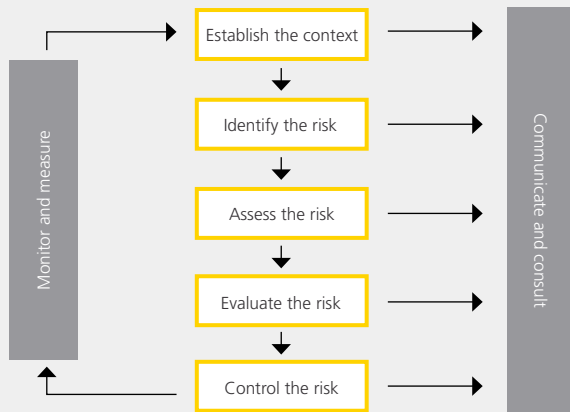 Establish the context
Identify the risk
Assess the risk
Evaluate the risk
Control the risk
Monitor and measure
Communicate and consult